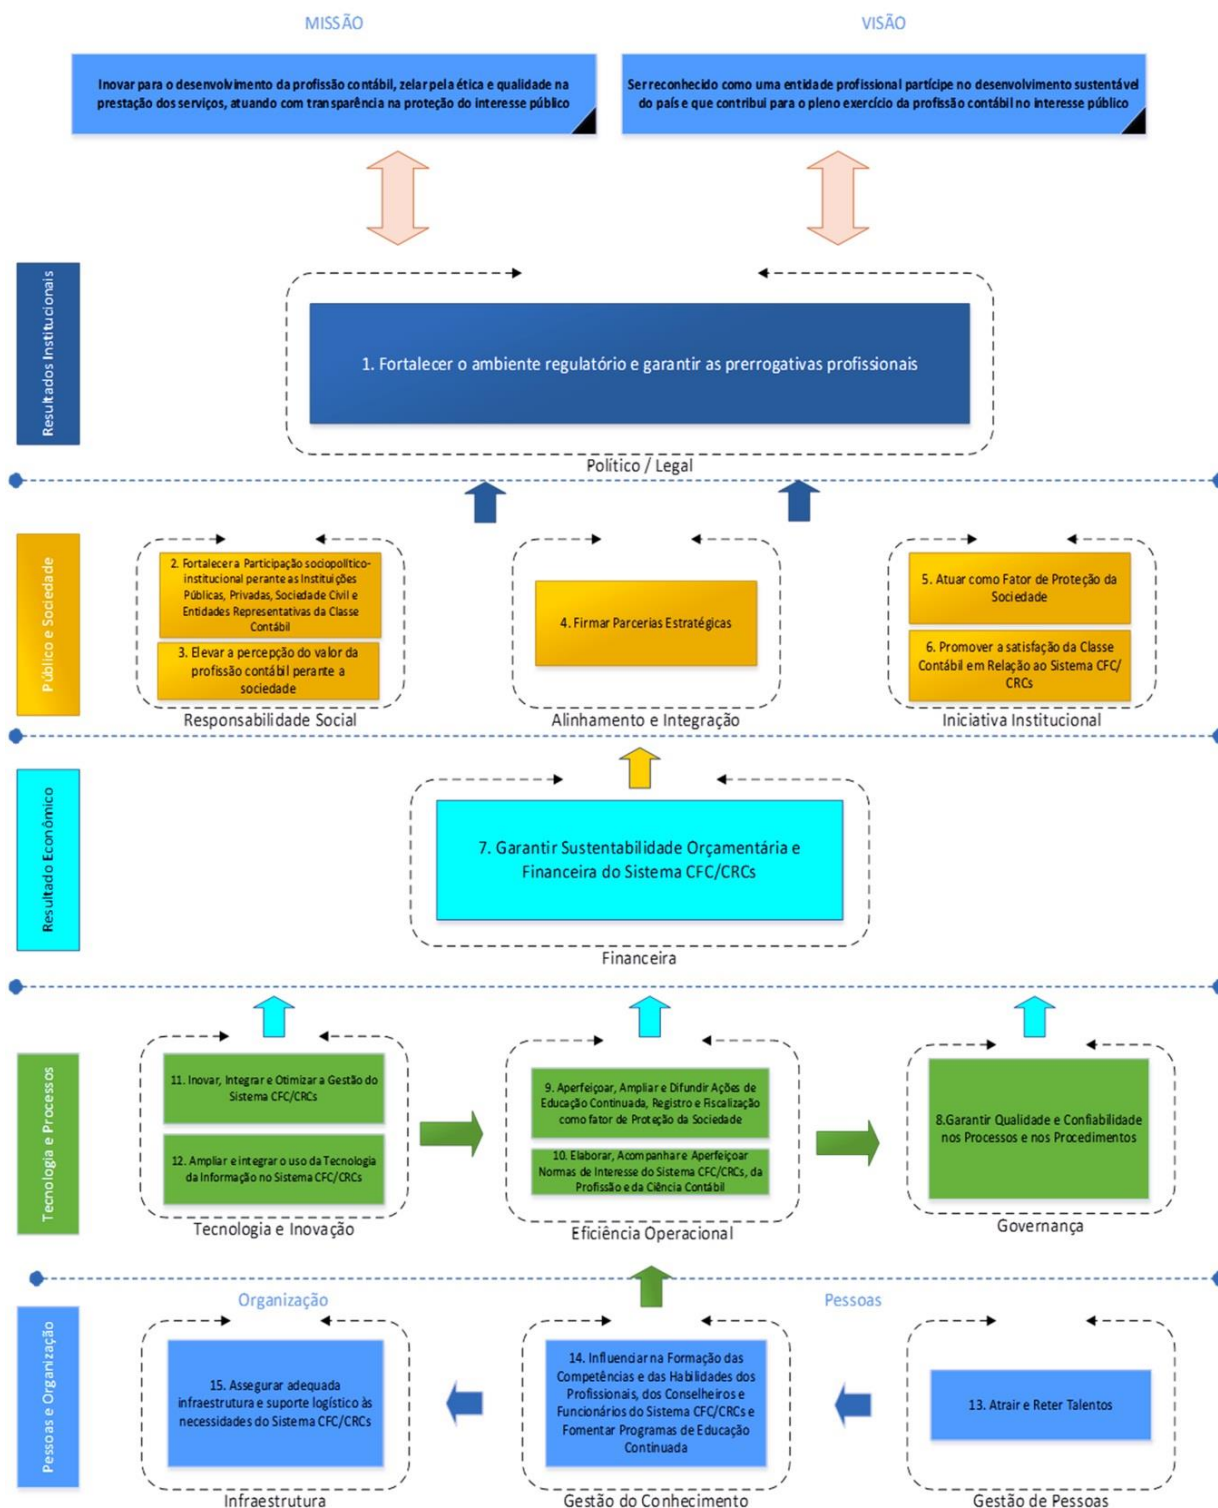 MISSÃO
VISÃO
Inovar para o desenvolvimento da profissão contábil, zelar pela ética e qualidade na
prestação dos serviços, atuando com transparência na proteção do interesse público
Ser reconhecido como uma entidade profissional partícipe no desenvolvimento sustentável
do país e que contribui para o pleno exercício da profissão contábil no interesse público
Resultados Institucionais
1. Fortalecer o ambiente regulatório e garantir as prerrogativas profissionais
Político / Legal
Público e Sociedade
2. Fortalecer a Participação sociopolítico-
institucional perante as Instituições
Públicas, Privadas, Sociedade Civil e
Entidades Representativas da Classe
Contábil
3. Elevar a percepção do valor da
profissão contábil perante a
sociedade
Responsabilidade Social
4. Firmar Parcerias Estratégicas
Alinhamento e Integração
5. Atuar como Fator de Proteção da
Sociedade
6. Promover a satisfação da Classe
Contábil em Relação ao Sistema CFC/
CRCs
Iniciativa Institucional
Resultado Econômico
7. Garantir Sustentabilidade Orçamentária e
Financeira do Sistema CFC/CRCs
Financeira
Tecnologia e Processos
11. Inovar, Integrar e Otimizar a Gestão do
Sistema CFC/CRCs
12. Ampliar e integrar o uso da Tecnologia
da Informação no Sistema CFC/CRCs
Tecnologia e Inovação
9. Aperfeiçoar, Ampliar e Difundir Ações de
Educação Continuada, Registro e Fiscalização
como fator de Proteção da Sociedade
10. Elaborar, Acompanhar e Aperfeiçoar
Normas de Interesse do Sistema CFC/CRCs, da
Profissão e da Ciência Contábil
Eficiência Operacional
8.Garantir Qualidade e Confiabilidade
nos Processos e nos Procedimentos
Governança
Pessoas e Organização
Organização
Pessoas
15. Assegurar adequada
infraestrutura e suporte logístico às
necessidades do Sistema CFC/CRCs
Infraestrutura
14. Influenciar na Formação das
Competências e das Habilidades dos
Profissionais, dos Conselheiros e
Funcionários do Sistema CFC/CRCs e
Fomentar Programas de Educação
Continuada
Gestão do Conhecimento
13. Atrair e Reter Talentos
Gestão de Pessoas